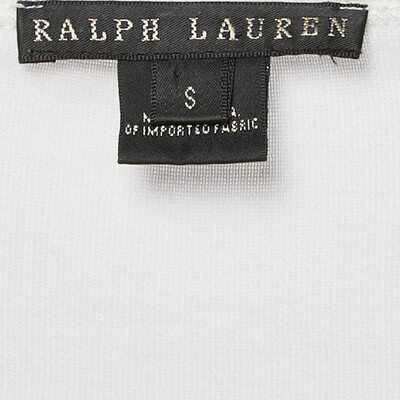 RALPH LAUREN
S
OF IMPORTED FABRIC